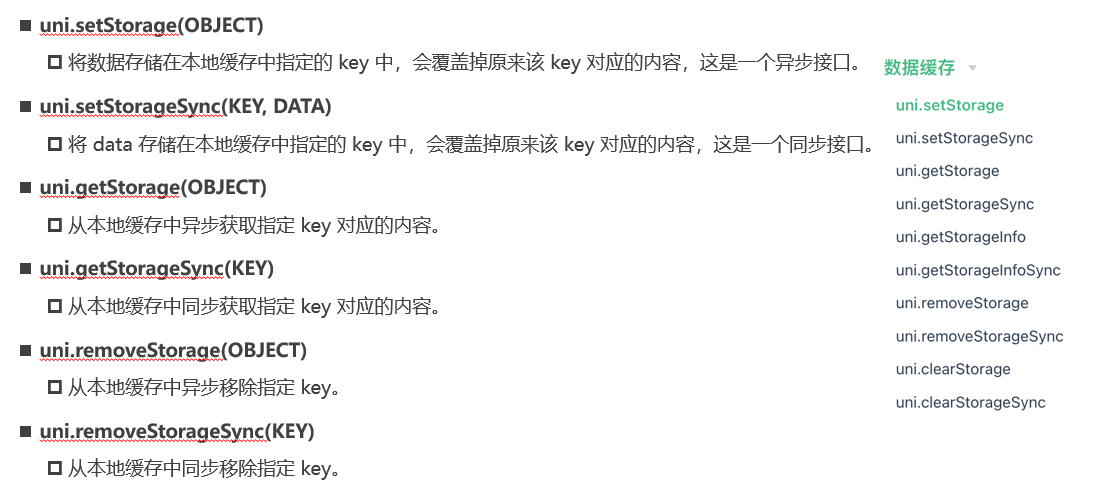 uni.setStorage(OBJECT)
将数据存储在本地缓存中指定的 key 中，会覆盖掉原来该 key 对应的内容，这是一个异步接口。
uni.setStorageSync(KEY, DATA)
将 data 存储在本地缓存中指定的 key 中，会覆盖掉原来该 key 对应的内容，这是一个同步接口。
uni.getStorage(OBJECT)
从本地缓存中异步获取指定 key 对应的内容。
uni.getStorageSync(KEY)
从本地缓存中同步获取指定 key 对应的内容。
uni.removeStorage(OBJECT)
从本地缓存中异步移除指定 key。
uni.removeStorageSync(KEY)
从本地缓存中同步移除指定 key。
数据缓存
uni.setStorage
uni.setStorageSync
uni.getStorage
uni.getStorageSync
uni.getStorageInfo
uni.getStorageInfoSync
uni.removeStorage
uni.removeStorageSync
uni.clearStorage
uni.clearStorageSync